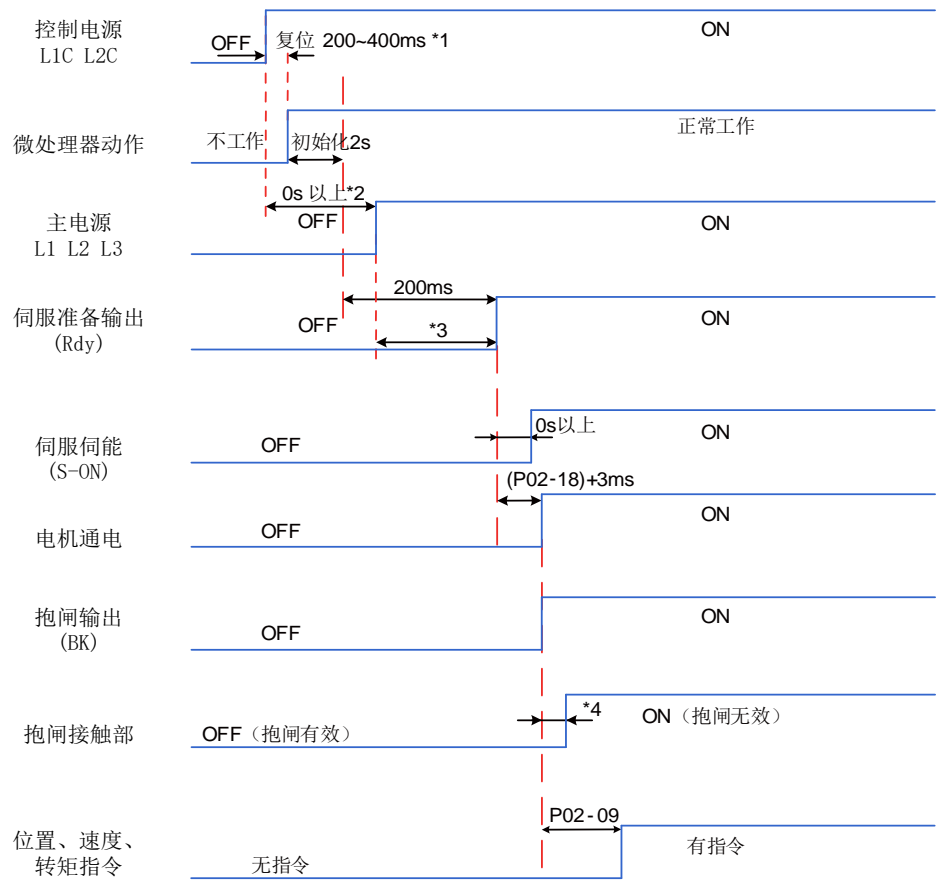 控制电源
L1C L2C
OFF
复位 200~400ms *1
ON
微处理器动作
不工作
初始化2s
正常工作
主电源
L1 L2 L3
0s 以上*2
OFF
ON
伺服准备输出
(Rdy)
OFF
200ms
*3
ON
伺服伺能
(S-ON)
OFF
0s以上
ON
电机通电
OFF
(P02-18)+3ms
ON
抱闸输出
(BK)
OFF
ON
抱闸接触部
OFF（抱闸有效）
*4
ON（抱闸无效）
位置、速度、
转矩指令
无指令
P02-09
有指令